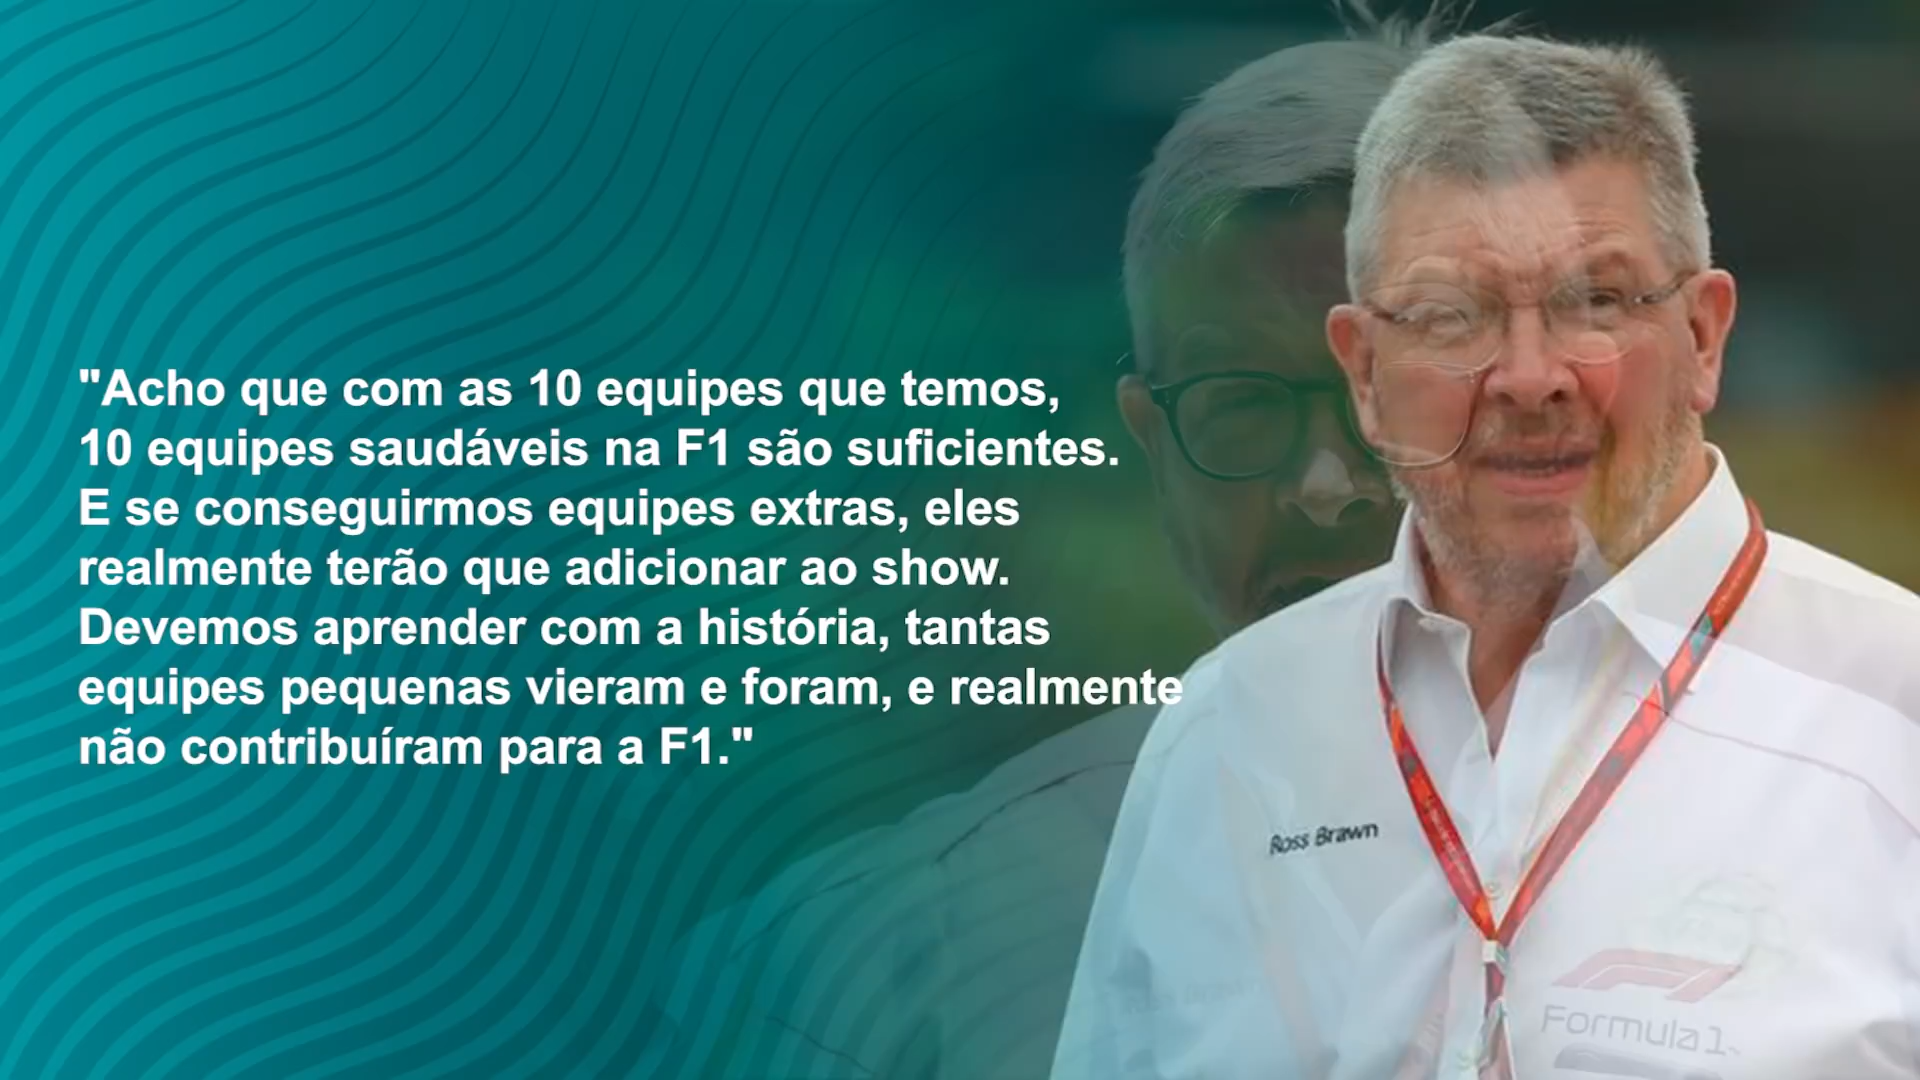 "Acho que com as 10 equipes que temos,
10 equipes saudáveis na F1 são suficientes.
E se conseguirmos equipes extras, eles
realmente terão que adicionar ao show.
Devemos aprender com a história, tantas
equipes pequenas vieram e foram, e realmente
não contribuíram para a F1."
Ross Brawn
F1
Formula 1